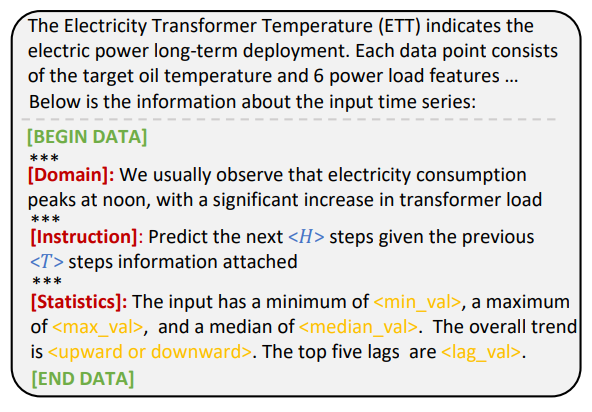 The Electricity Transformer Temperature (ETT) indicates the
electric power long-term deployment. Each data point consists
of the target oil temperature and 6 power load features ...
Below is the information about the input time series:
[BEGIN DATA]
***
[Domain]: We usually observe that electricity consumption
peaks at noon, with a significant increase in transformer load
***
[Instruction]: Predict the next <H> steps given the previous
<T> steps information attached
***
[Statistics]: The input has a minimum of <min_val>, a maximum
of <max_val>, and a median of <median_val>. The overall trend
is <upward or downward>. The top five lags are <lag_val>.
[END DATA]